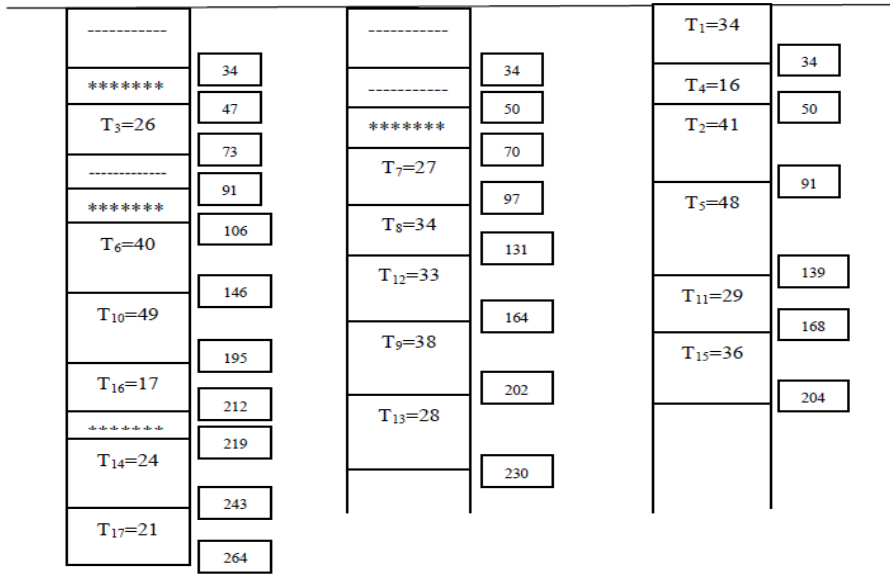 -----------
34
*******
47
T₃=26
73
-------------
91
*******
106
T₆=40
146
T₁₀=49
195
T₁₆=17
212
*******
219
T₁₄=24
243
T₁₇=21
264
-----------
34
-----------
50
*******
70
T₇=27
97
T₈=34
131
T₁₂=33
164
T₉=38
202
T₁₃=28
230
T₁=34
34
T₄=16
50
T₂=41
91
T₅=48
139
T₁₁=29
168
T₁₅=36
204